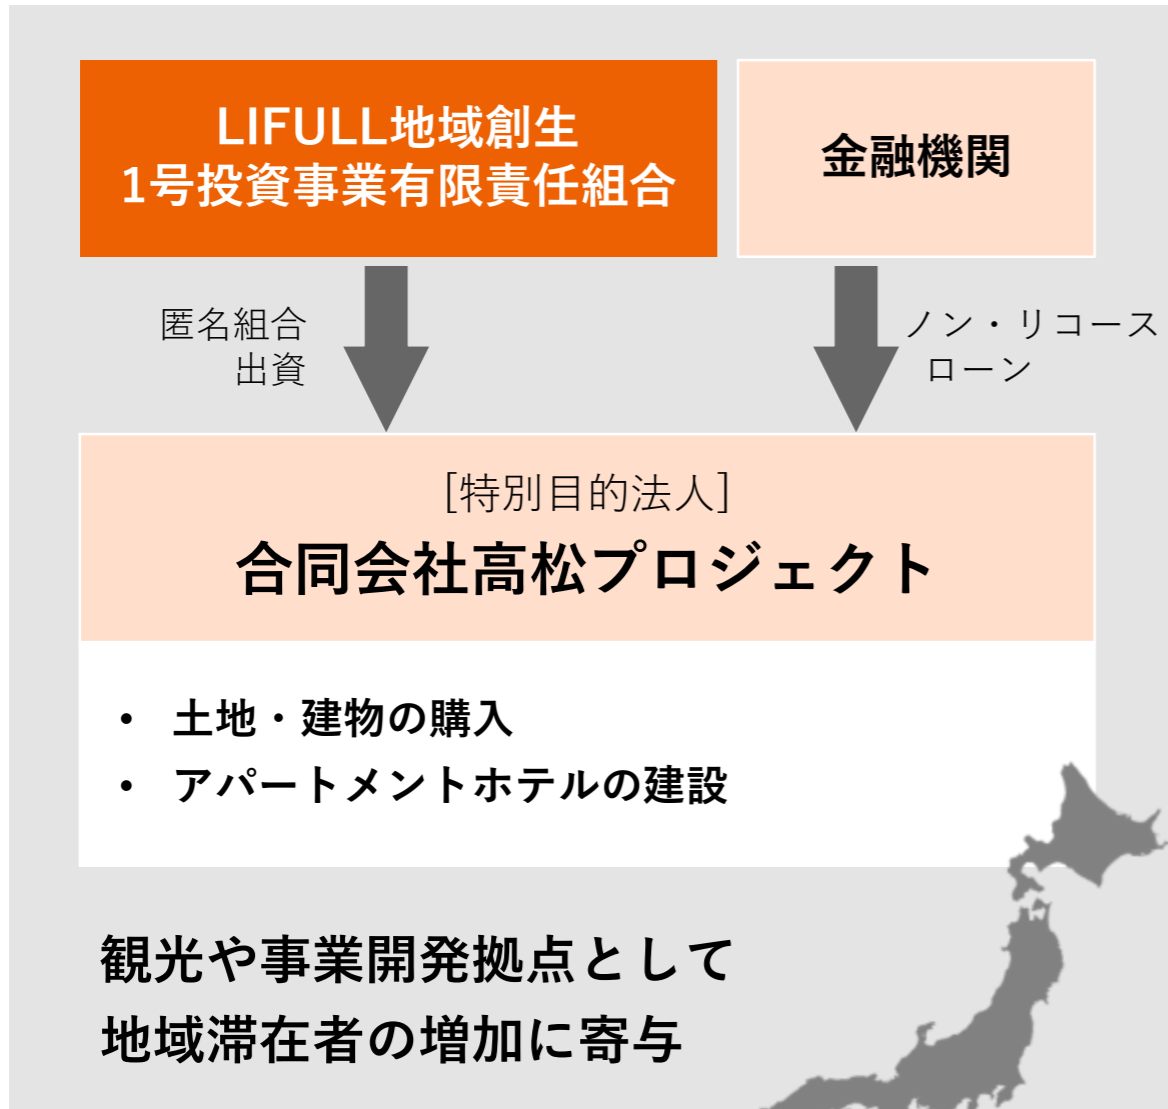 LIFULL地域創生
1号投資事業有限責任組合
金融機関
匿名組合
出資
ノン・リコース
ローン
[特別目的法人]
合同会社高松プロジェクト
• 土地・建物の購入
• アパートメントホテルの建設
観光や事業開発拠点として
地域滞在者の増加に寄与